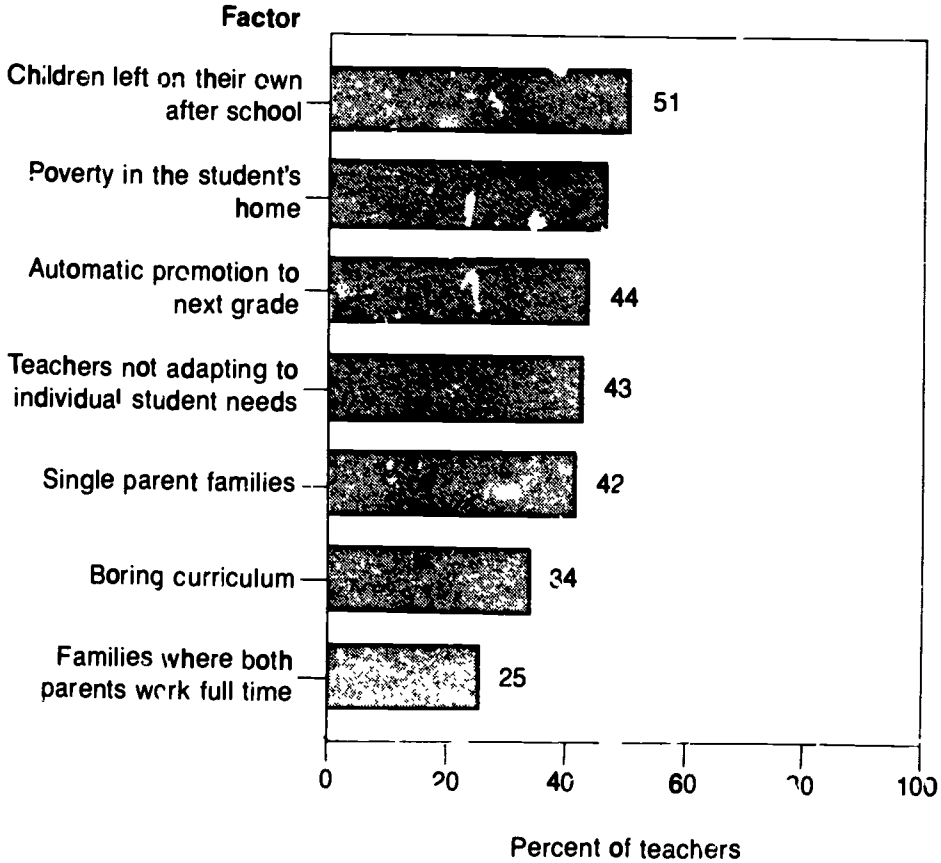 Factor
Children left on their own
after school
51
Poverty in the student's
home
Automatic promotion to
next grade
44
Teachers not adapting to
individual student needs
43
Single parent families
42
Boring curriculum
34
Families where both
parents work full time
25
0 20 40 60 80 100
Percent of teachers